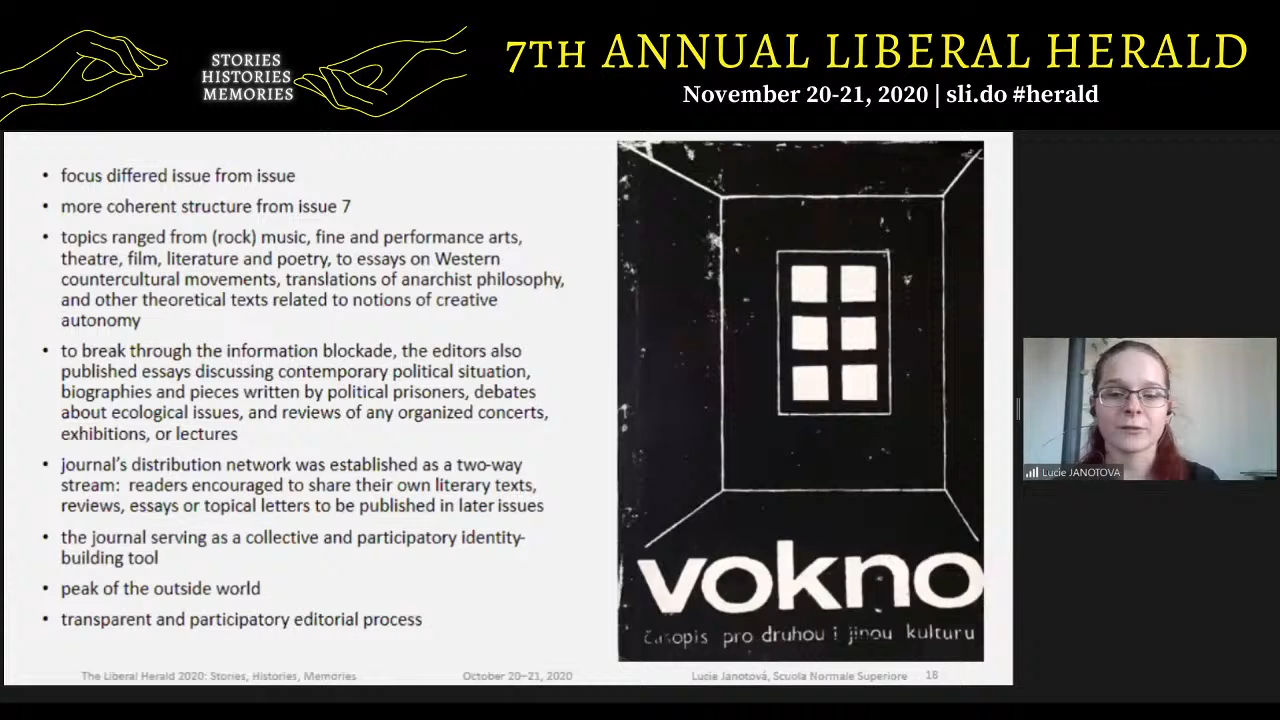 STORIES
HISTORIES
MEMORIES
7TH ANNUAL LIBERAL HERALD
November 20-21, 2020 | sli.do #herald
• focus differed issue from issue
• more coherent structure from issue 7
• topics ranged from (rock) music, fine and performance arts,
theatre, film, literature and poetry, to essays on Western
countercultural movements, translations of anarchist philosophy,
and other theoretical texts related to notions of creative
autonomy
• to break through the information blockade, the editors also
published essays discussing contemporary political situation,
biographies and pieces written by political prisoners, debates
about ecological issues, and reviews of any organized concerts,
exhibitions, or lectures
• journal's distribution network was established as a two-way
stream: readers encouraged to share their own literary texts,
reviews, essays or topical letters to be published in later issues
• the journal serving as a collective and participatory identity-
building tool
• peak of the outside world
• transparent and participatory editorial process
vokno
časopis pro druhou i jinou kulturu
Lucie JANOTOVA
The Liberal Herald 2020: Stories, Histories, Memories
October 20–21, 2020
Lucie Janotová, Scuola Normale Superiore
18